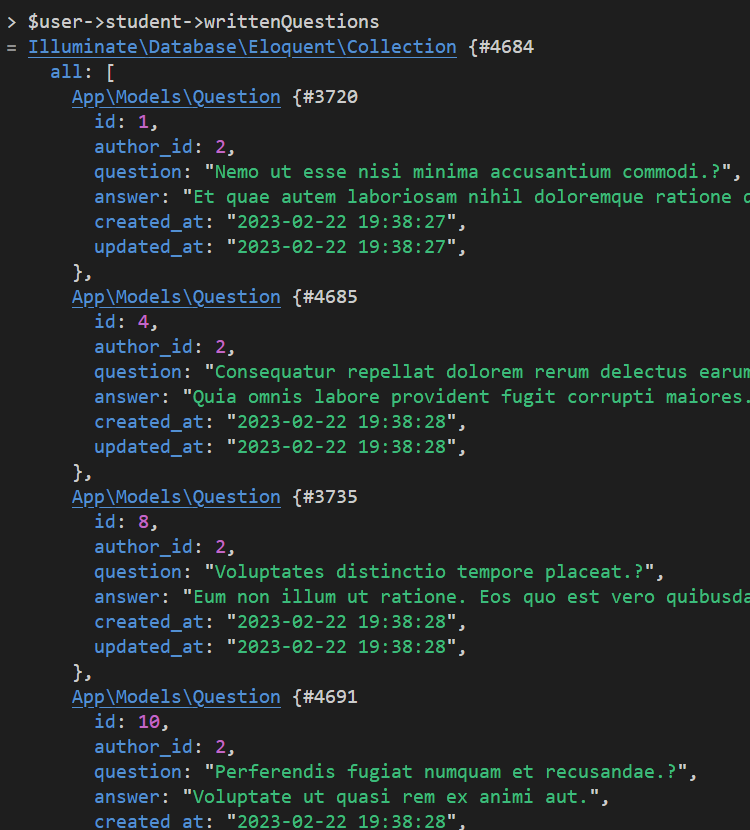 > $user->student->writtenQuestions
= Illuminate\Database\Eloquent\Collection {#4684
all: [
App\Models\Question {#3720
id: 1,
author_id: 2,
question: "Nemo ut esse nisi minima accusantium commodi.?",
answer: "Et quae autem laboriosam nihil doloremque ratione
created_at: "2023-02-22 19:38:27",
updated_at: "2023-02-22 19:38:27",
},
App\Models\Question {#4685
id: 4,
author_id: 2,
question: "Consequatur repellat dolorem rerum delectus earum
answer: "Quia omnis labore provident fugit corrupti maiores.
created_at: "2023-02-22 19:38:28",
updated_at: "2023-02-22 19:38:28",
},
App\Models\Question {#3735
id: 8,
author_id: 2,
question: "Voluptates distinctio tempore placeat.?",
answer: "Eum non illum ut ratione. Eos quo est vero quibusda
created_at: "2023-02-22 19:38:28",
updated_at: "2023-02-22 19:38:28",
},
App\Models\Question {#4691
id: 10,
author_id: 2,
question: "Perferendis fugiat numquam et recusandae.?",
answer: "Voluptate ut quasi rem ex animi aut.",
created_at: "2023-02-22 19:38:28",